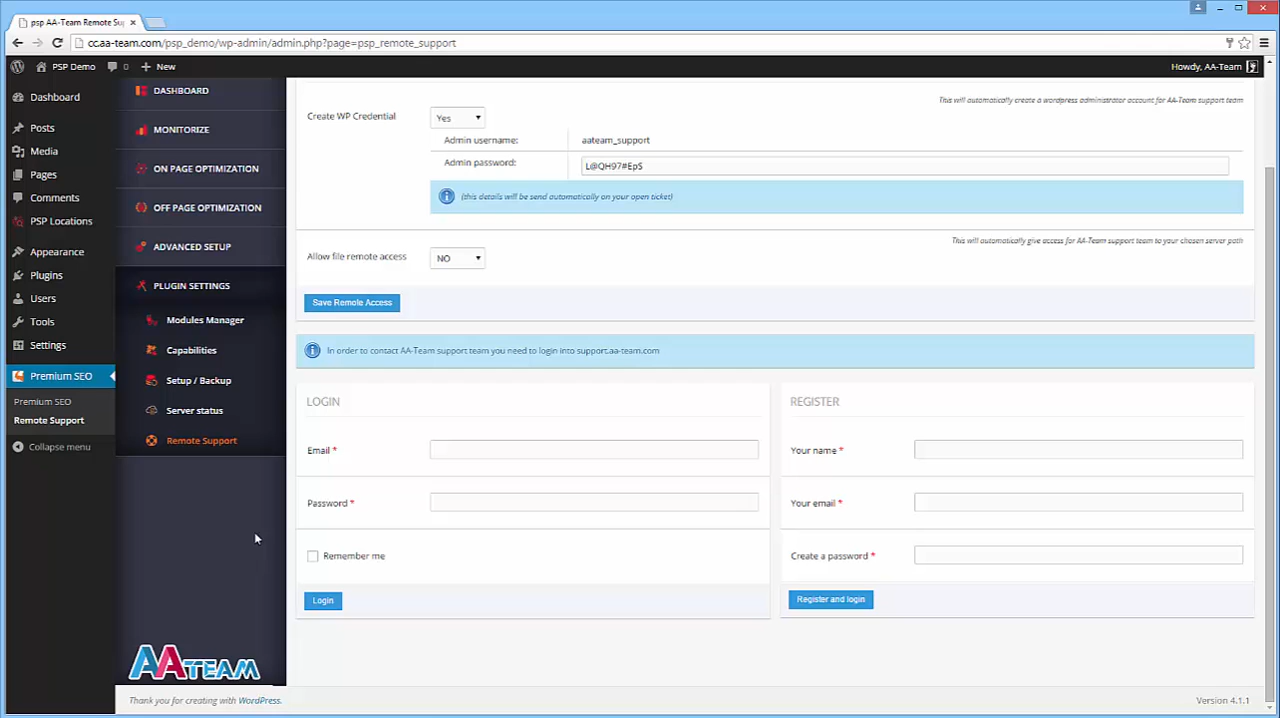 psp AA-Team Remote Su
cc.aa-team.com/psp_demo/wp-admin/admin.php?page=psp_remote_support
PSP Demo 0 New Howdy, AA-Team
Dashboard
Posts
Media
Pages
Comments
PSP Locations
Appearance
Plugins
Users
Tools
Settings
Premium SEO
Premium SEO
Remote Support
Collapse menu
DASHBOARD
MONITORIZE
ON PAGE OPTIMIZATION
OFF PAGE OPTIMIZATION
ADVANCED SETUP
PLUGIN SETTINGS
Modules Manager
Capabilities
Setup / Backup
Server status
Remote Support
AATEAM
This will automatically create a wordpress administrator account for AA-Team support team
Create WP Credential Yes
Admin username: aateam_support
Admin password: L@QH97#EpS
(this details will be send automatically on your open ticket)
This will automatically give access for AA-Team support team to your chosen server path
Allow file remote access NO
Save Remote Access
In order to contact AA-Team support team you need to login into support.aa-team.com
LOGIN
Email *
Password *
Remember me
Login
REGISTER
Your name *
Your email *
Create a password *
Register and login
Thank you for creating with WordPress. Version 4.1.1